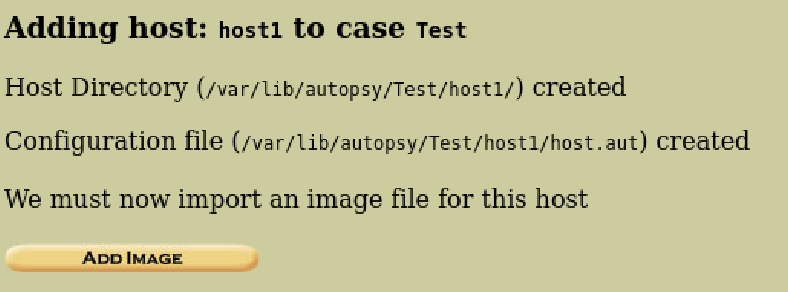 Adding host: host1 to case Test
Host Directory (/var/lib/autopsy/Test/host1/) created
Configuration file (/var/lib/autopsy/Test/host1/host.aut) created
We must now import an image file for this host
ADD IMAGE